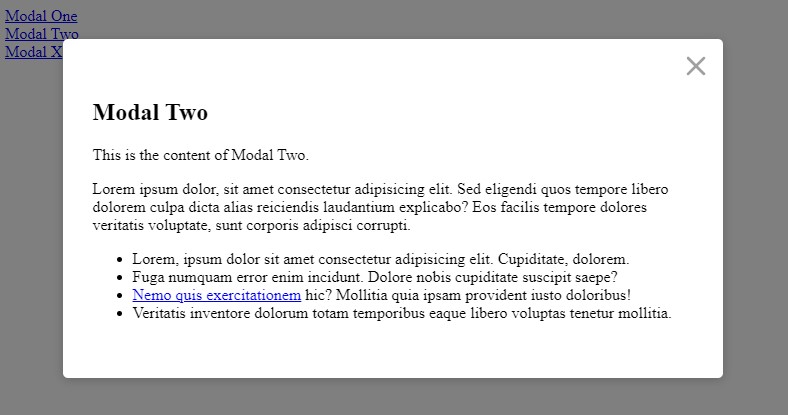 Modal One
Modal Two
Modal X
Modal Two
This is the content of Modal Two.
Lorem ipsum dolor, sit amet consectetur adipisicing elit. Sed eligendi quos tempore libero
dolorem culpa dicta alias reiciendis laudantium explicabo? Eos facilis tempore dolores
veritatis voluptate, sunt corporis adipisci corrupti.
Lorem, ipsum dolor sit amet consectetur adipisicing elit. Cupiditate, dolorem.
Fuga numquam error enim incidunt. Dolore nobis cupiditate suscipit saepe?
Nemo quis exercitationem hic? Mollitia quia ipsam provident iusto doloribus!
Veritatis inventore dolorum totam temporibus eaque libero voluptas tenetur mollitia.